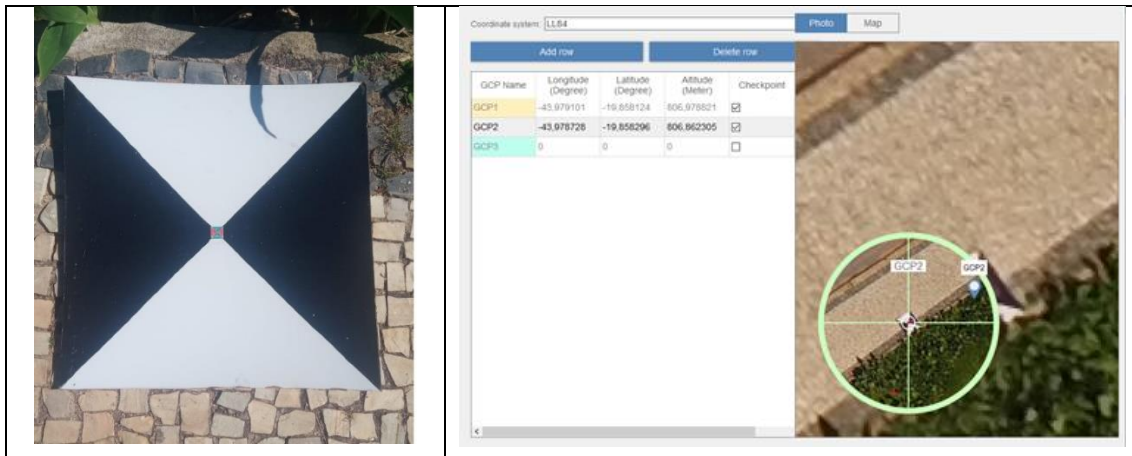 Coordinate system: LL84
Photo Map
Add row Delete row
GCP Name Longitude (Degree) Latitude (Degree) Altitude (Meter) Checkpoint
GCP1 -43,979101 -19,858124 806,978821
GCP2 -43,978728 -19,858296 806,862305
GCP3 0 0 0
GCP2 GCP2